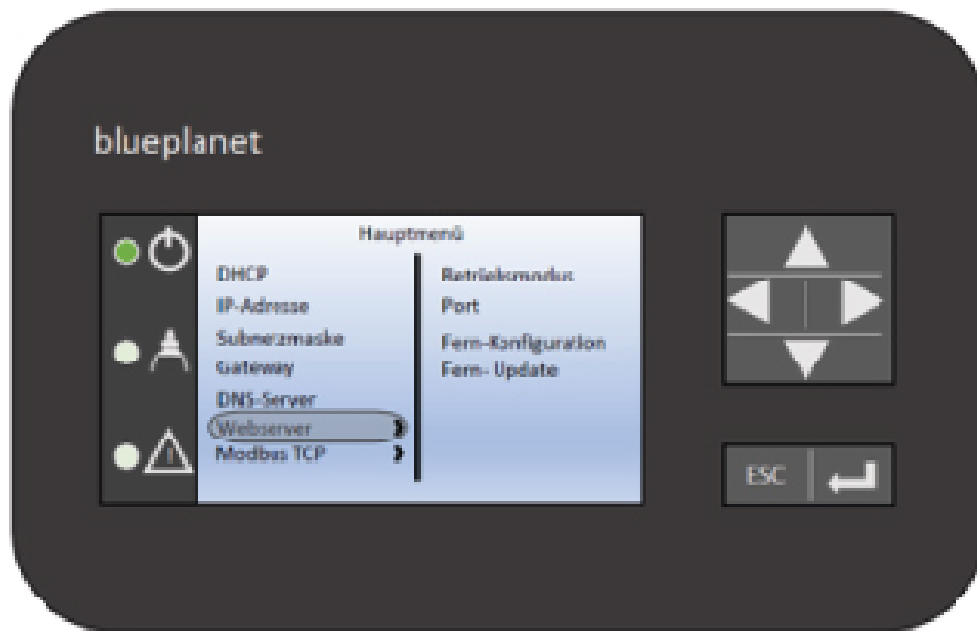 blueplanet
Hauptmenü
DHCP
IP-Adresse
Subnetzmaske
Gateway
DNS-Server
Webserver
Modbus TCP
Betriebsmodus
Port
Fern-Konfiguration
Fern- Update
ESC